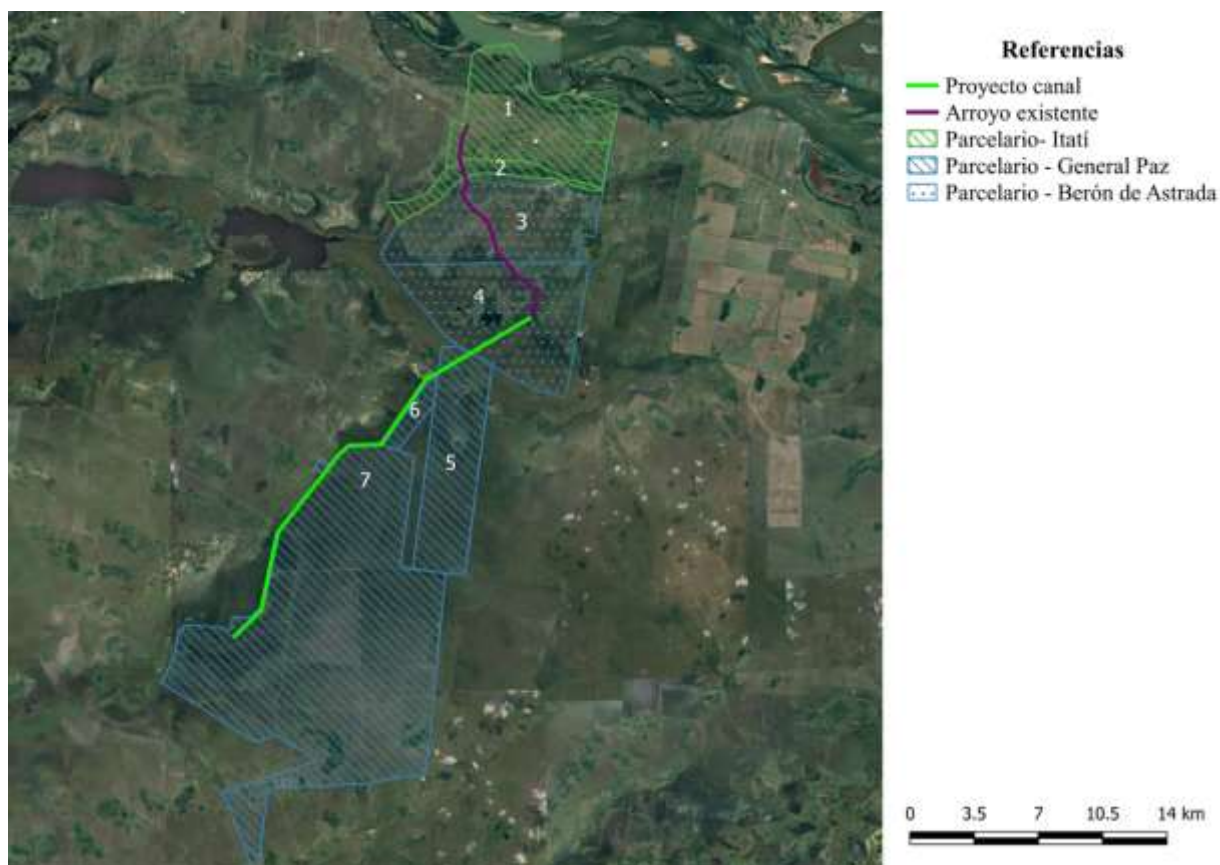 1
2
3
4
6
5
7
Referencias
Proyecto canal
Arroyo existente
Parcelario- Itatí
Parcelario - General Paz
Parcelario - Berón de Astrada
0 3.5 7 10.5 14 km